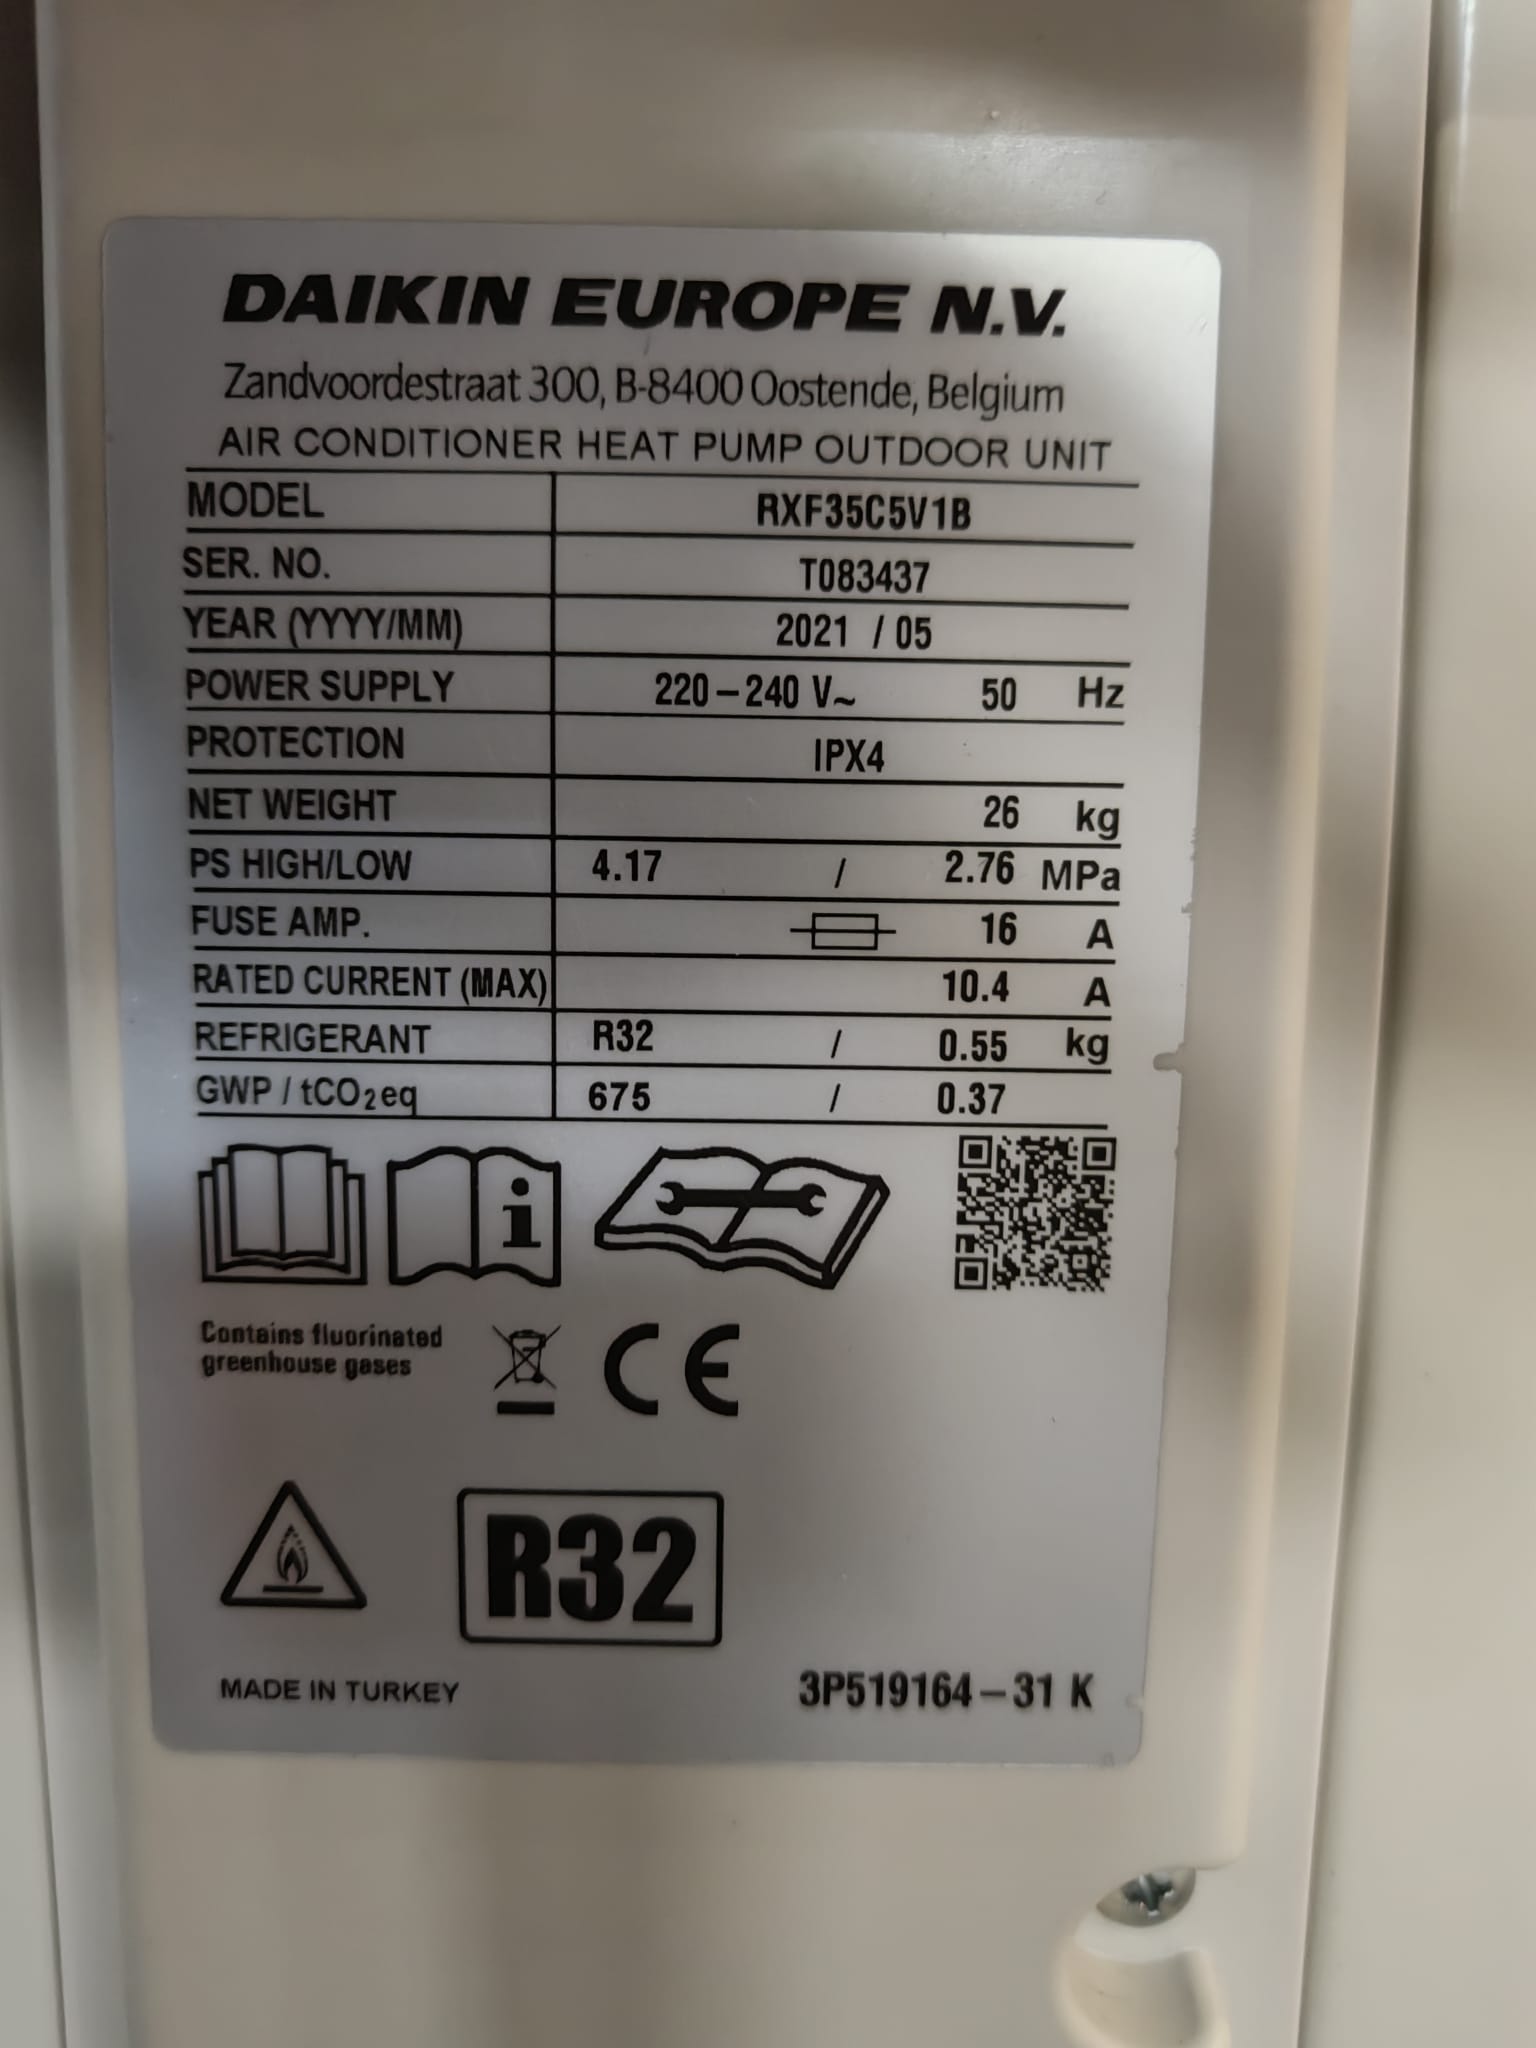 DAIKIN EUROPE N.V.
Zandvoordestraat 300, B-8400 Oostende, Belgium
AIR CONDITIONER HEAT PUMP OUTDOOR UNIT
MODEL RXF35C5V1B
SER. NO. T083437
YEAR (YYYY/MM) 2021 / 05
POWER SUPPLY 220–240 V~ 50 Hz
PROTECTION IPX4
NET WEIGHT 26 kg
PS HIGH/LOW 4.17 / 2.76 MPa
FUSE AMP. 16 A
RATED CURRENT (MAX) 10.4 A
REFRIGERANT R32 / 0.55 kg
GWP / tCO₂eq 675 / 0.37
i
Contains fluorinated
greenhouse gases
CE
R32
MADE IN TURKEY 3P519164–31 K